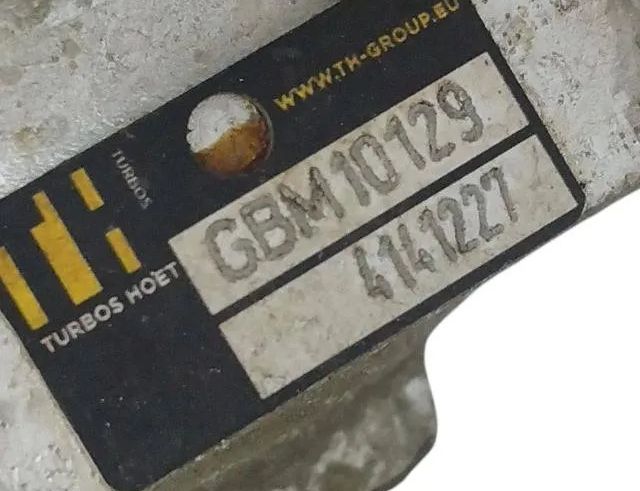 WWW.TH-GROUP.EU
TURBOS
TURBOS HOET
GBM10129
4141227